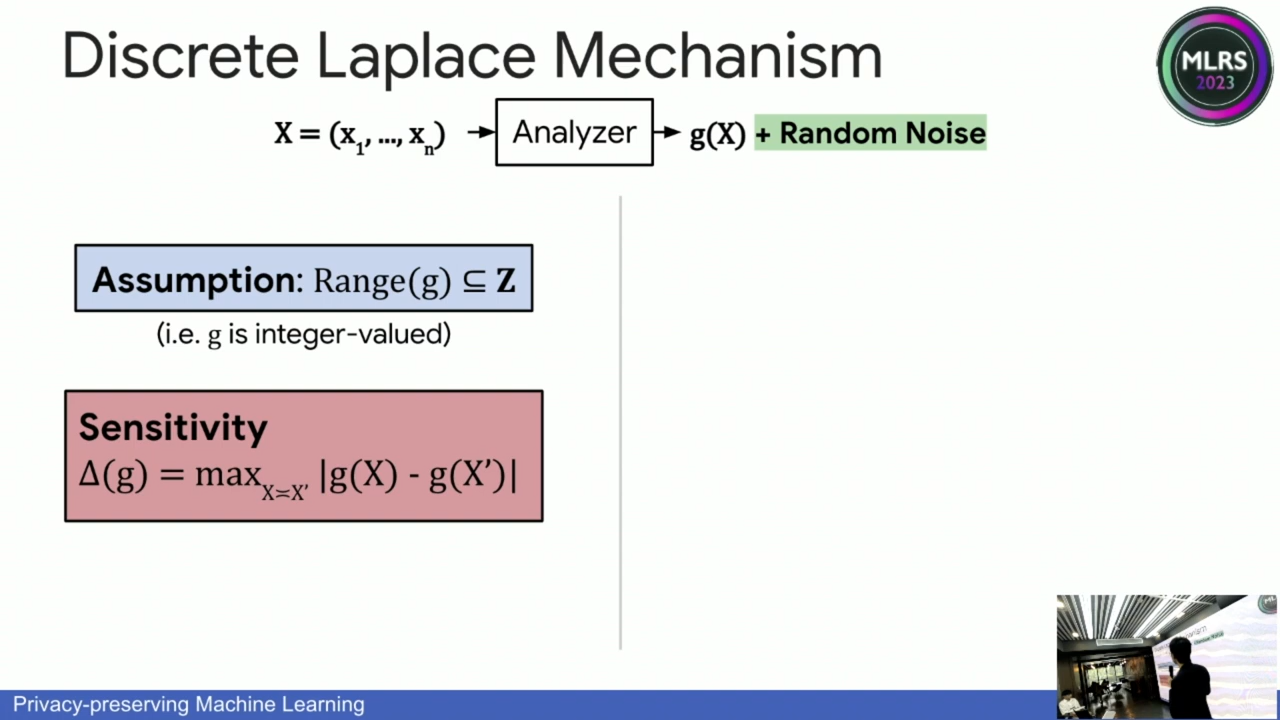 Discrete Laplace Mechanism
MLRS
2023
X = (x₁, ..., xₙ) → Analyzer → g(X) + Random Noise
Assumption: Range(g) ⊆ Z
(i.e. g is integer-valued)
Sensitivity
Δ(g) = max_{X≍X'} |g(X) - g(X')|
Privacy-preserving Machine Learning